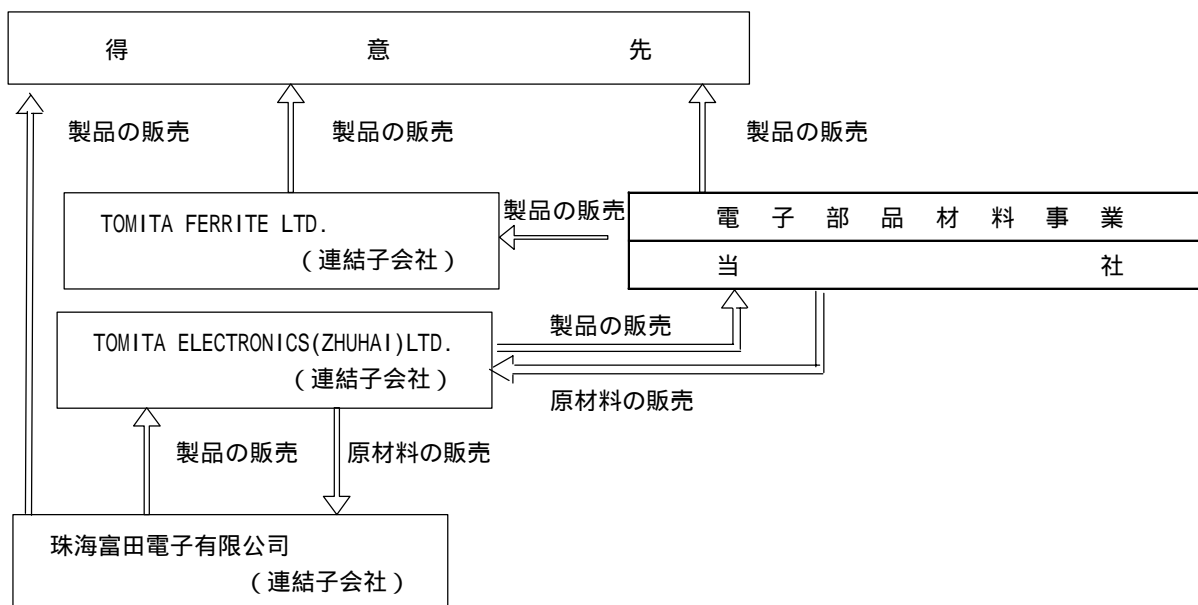 得意先
製品の販売
製品の販売
製品の販売
TOMITA FERRITE LTD.
(連結子会社)
製品の販売
電子部品材料事業
当社
TOMITA ELECTRONICS(ZHUHAI)LTD.
(連結子会社)
製品の販売
原材料の販売
製品の販売
原材料の販売
珠海富田電子有限公司
(連結子会社)